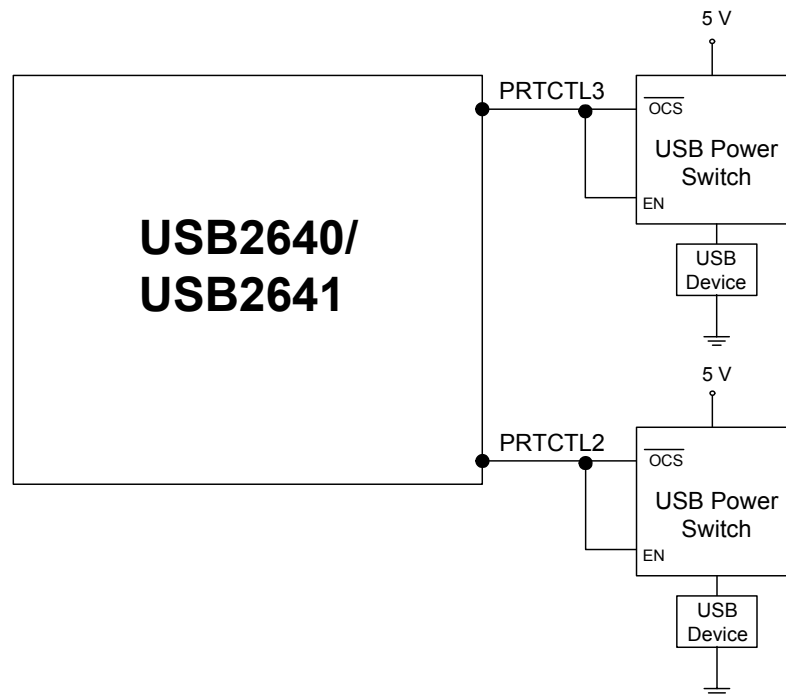 5 V
PRTCTL3
OCS
USB Power
Switch
EN
USB2640/
USB2641
USB
Device
5 V
PRTCTL2
OCS
USB Power
Switch
EN
USB
Device